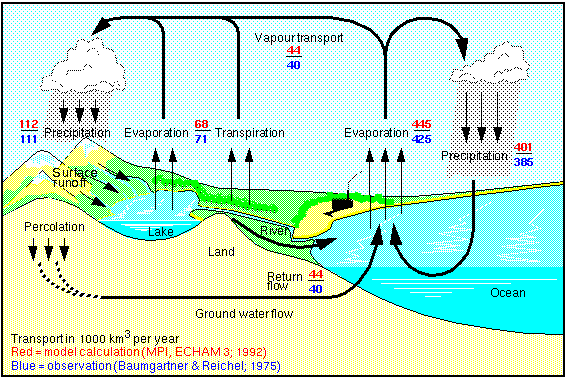 Vapour transport
44
40
112
111
Precipitation
Evaporation
68
71
Transpiration
Evaporation
445
425
Precipitation
401
385
Surface
runoff
Percolation
Lake
River
Land
Return
flow
44
40
Ocean
Ground water flow
Transport in 1000 km³ per year
Red = model calculation (MPI, ECHAM 3; 1992)
Blue = observation (Baumgartner & Reichel; 1975)